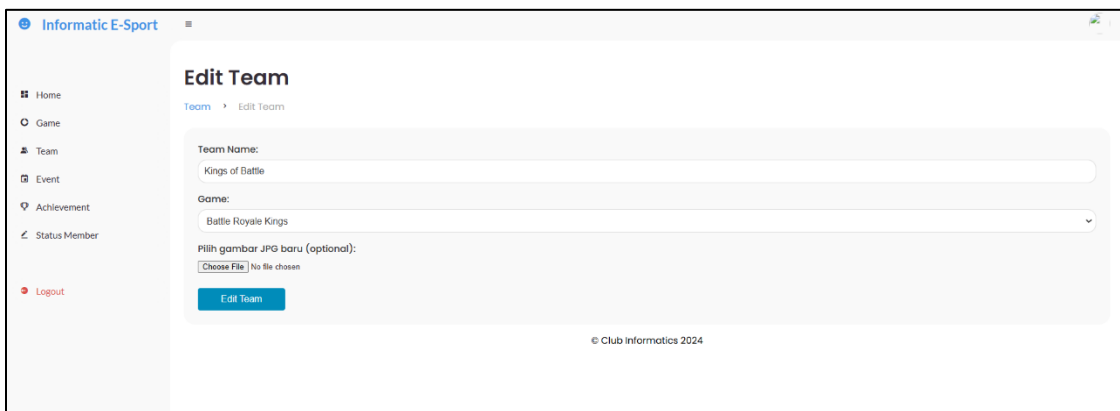 Informatic E-Sport
Home
Game
Team
Event
Achievement
Status Member
Logout
Edit Team
Team > Edit Team
Team Name:
Kings of Battle
Game:
Battle Royale Kings
Pilih gambar JPG baru (optional):
Choose File No file chosen
Edit Team
© Club Informatics 2024